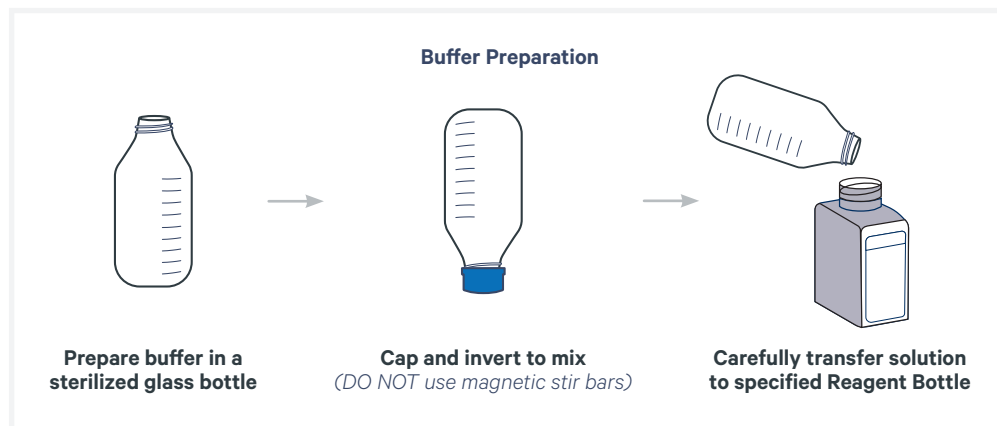 Buffer Preparation
Prepare buffer in a
sterilized glass bottle
Cap and invert to mix
(DO NOT use magnetic stir bars)
Carefully transfer solution
to specified Reagent Bottle